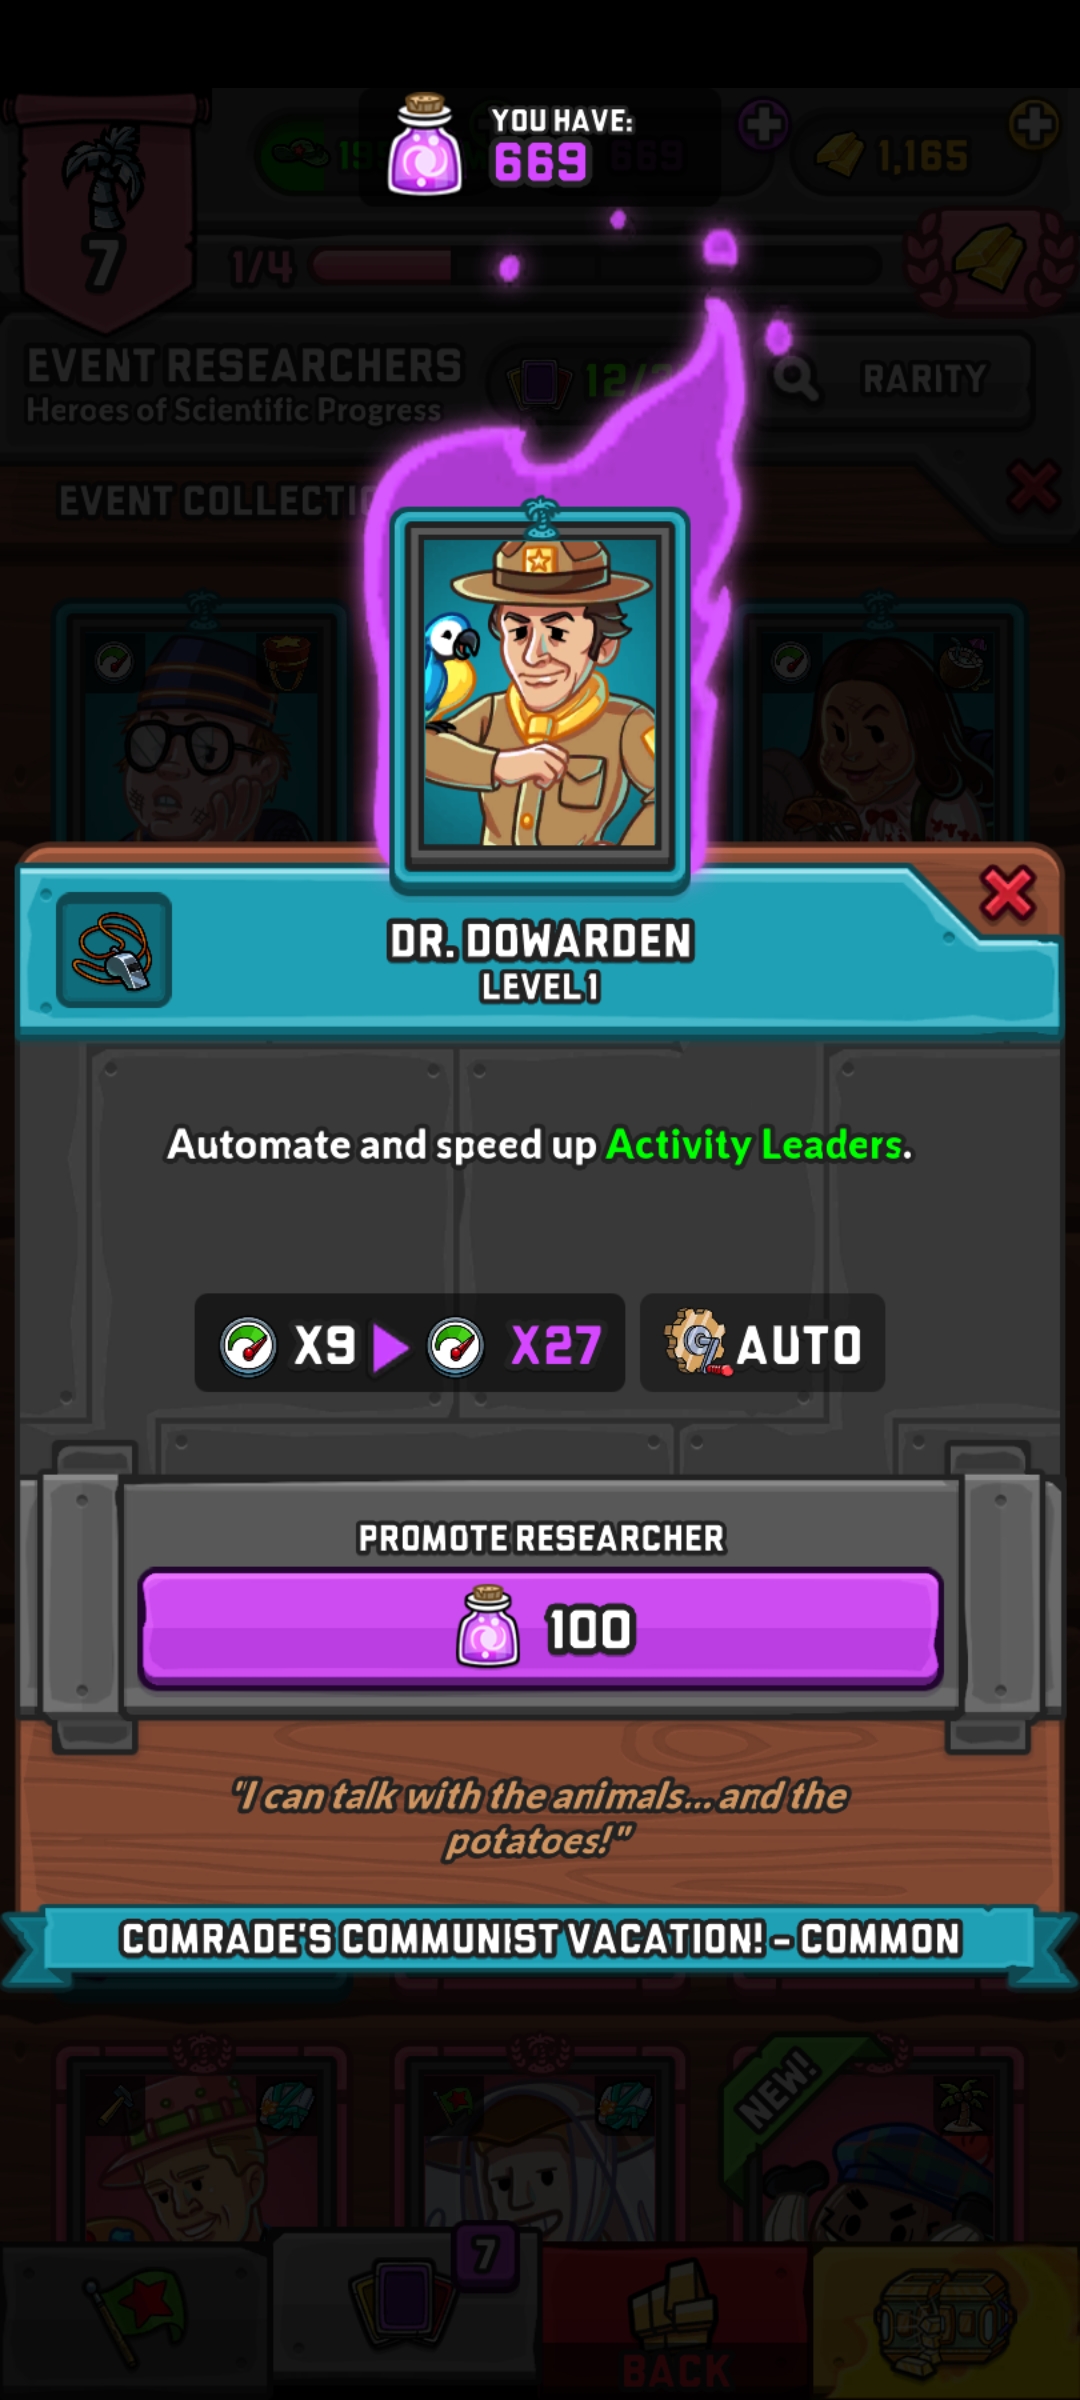 YOU HAVE:
669
669
1,165
7
1/4
EVENT RESEARCHERS
Heroes of Scientific Progress
RARITY
DR. DOWARDEN
LEVEL 1
Automate and speed up Activity Leaders.
X9 X27 AUTO
PROMOTE RESEARCHER
100
"I can talk with the animals... and the
potatoes!"
COMRADE'S COMMUNIST VACATION! - COMMON
NEW!
7
BACK